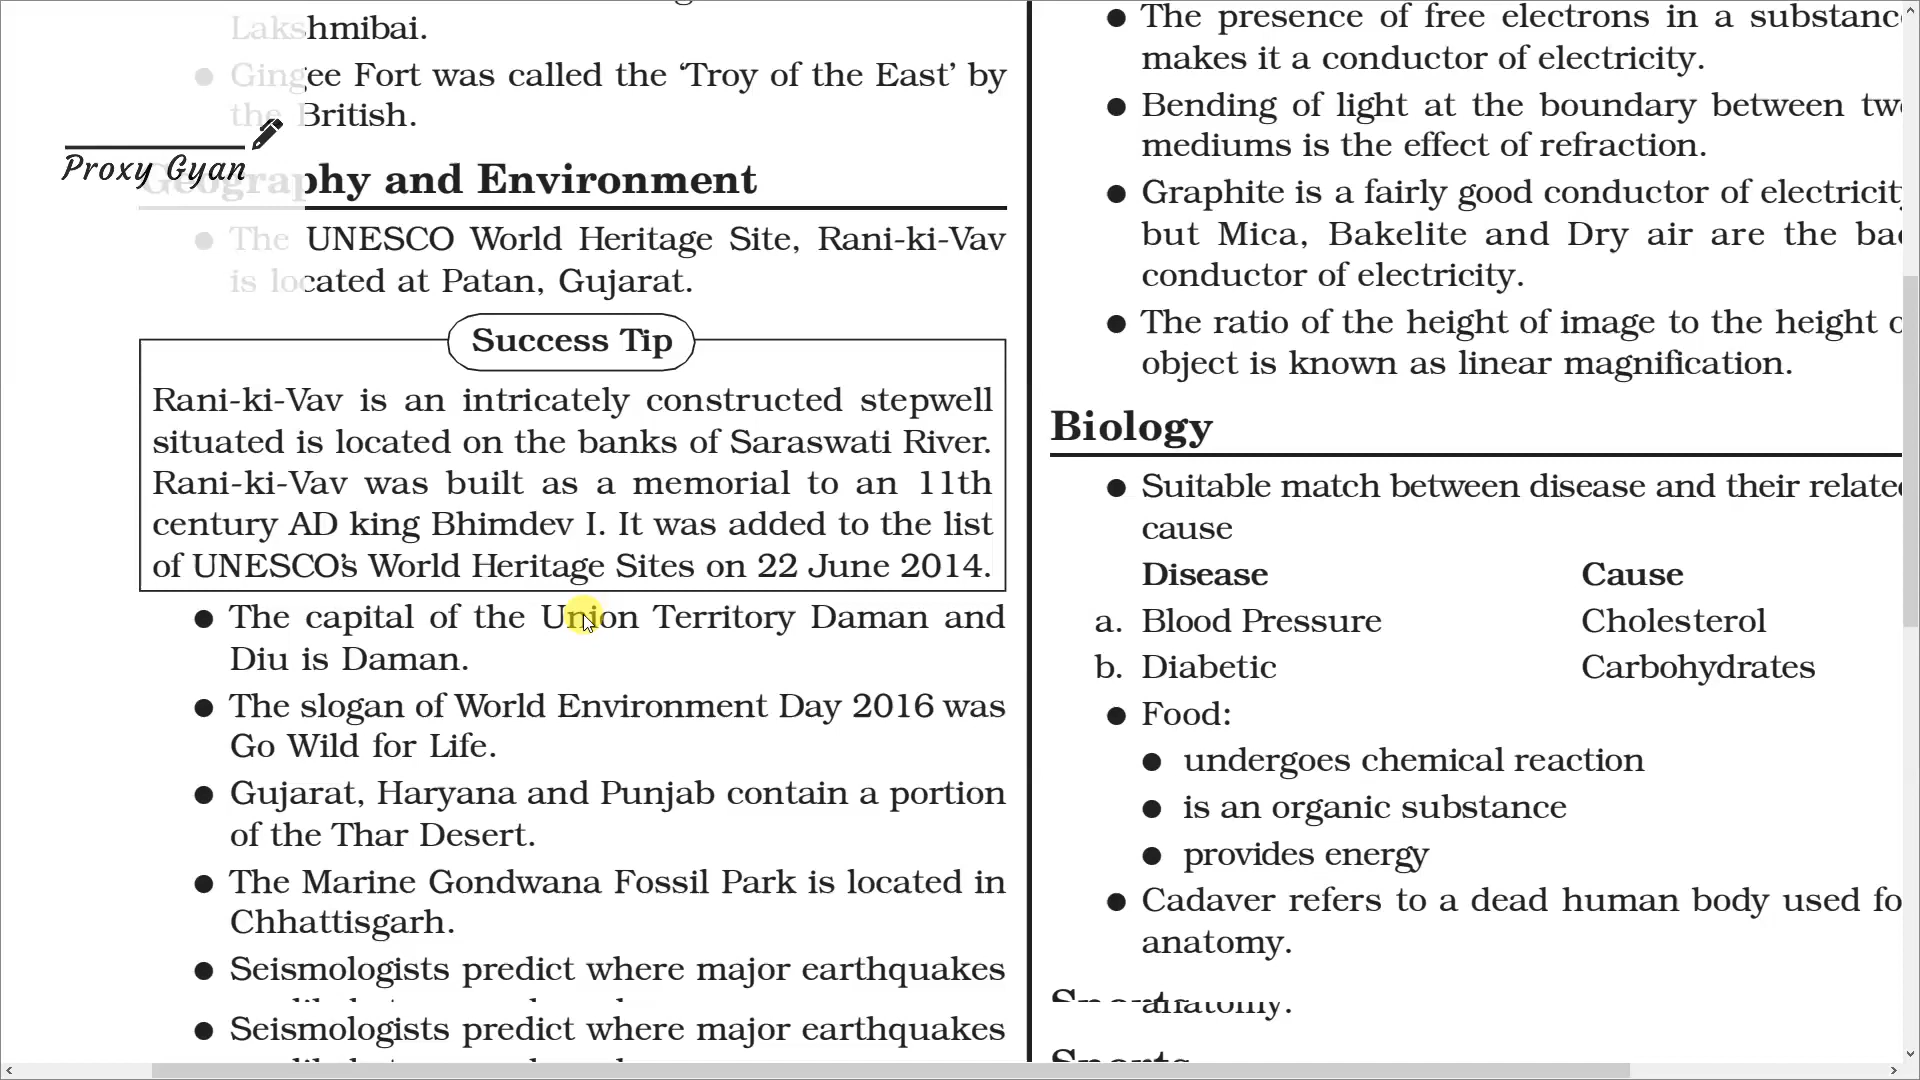 Lakshmibai.
● Gingee Fort was called the ‘Troy of the East’ by
the British.
Proxy Gyan
Geography and Environment
● The UNESCO World Heritage Site, Rani-ki-Vav
is located at Patan, Gujarat.
Success Tip
Rani-ki-Vav is an intricately constructed stepwell
situated is located on the banks of Saraswati River.
Rani-ki-Vav was built as a memorial to an 11th
century AD king Bhimdev I. It was added to the list
of UNESCO’s World Heritage Sites on 22 June 2014.
● The capital of the Union Territory Daman and
Diu is Daman.
● The slogan of World Environment Day 2016 was
Go Wild for Life.
● Gujarat, Haryana and Punjab contain a portion
of the Thar Desert.
● The Marine Gondwana Fossil Park is located in
Chhattisgarh.
● Seismologists predict where major earthquakes
● Seismologists predict where major earthquakes
● The presence of free electrons in a substanc
makes it a conductor of electricity.
● Bending of light at the boundary between tw
mediums is the effect of refraction.
● Graphite is a fairly good conductor of electricity
but Mica, Bakelite and Dry air are the ba
conductor of electricity.
● The ratio of the height of image to the height o
object is known as linear magnification.
Biology
● Suitable match between disease and their relate
cause
Disease Cause
a. Blood Pressure Cholesterol
b. Diabetic Carbohydrates
● Food:
● undergoes chemical reaction
● is an organic substance
● provides energy
● Cadaver refers to a dead human body used fo
anatomy.
Sports
anatomy.
Sports